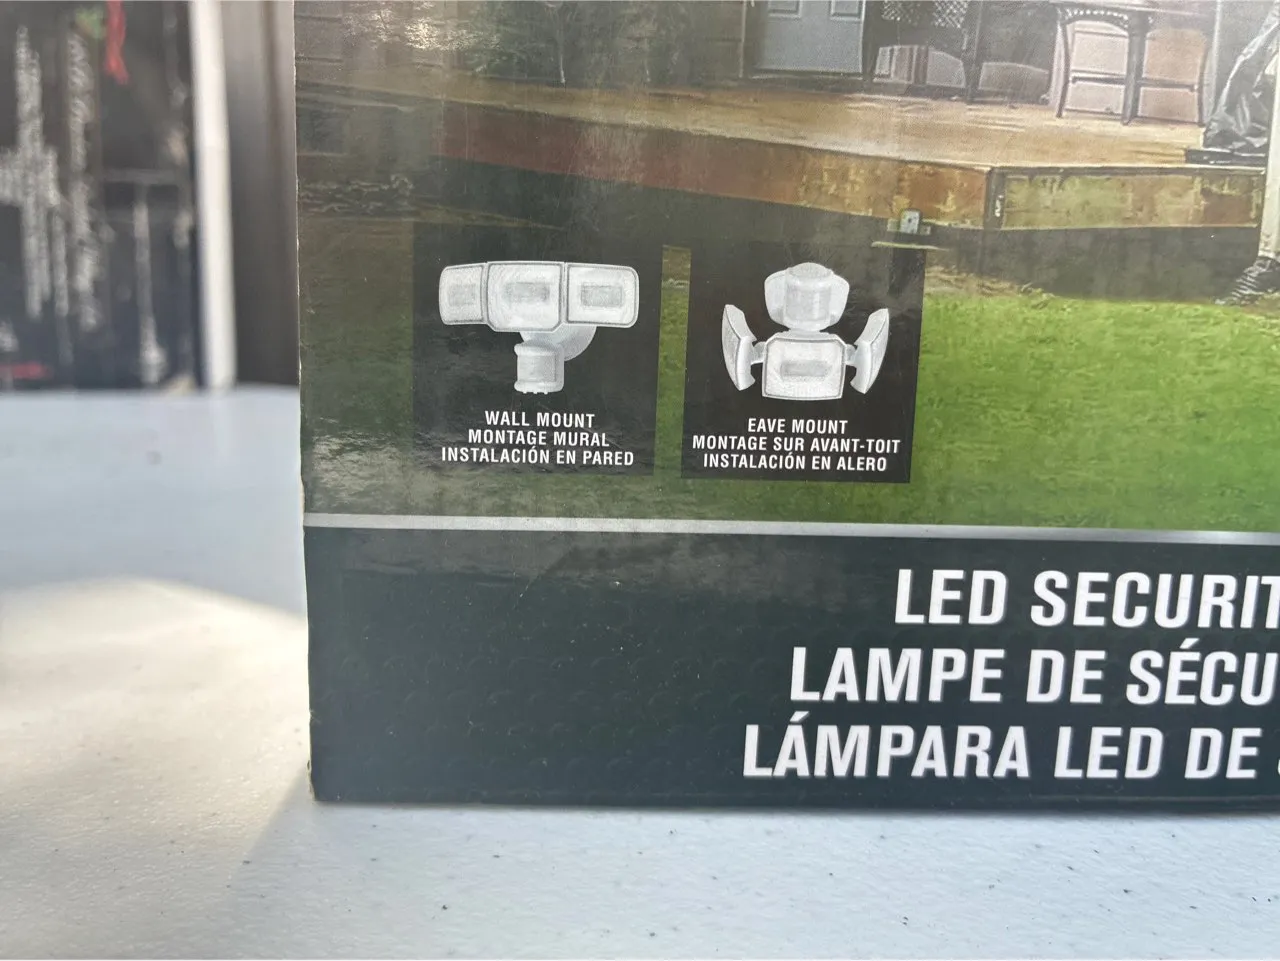 WALL MOUNT
MONTAGE MURAL
INSTALACIÓN EN PARED
EAVE MOUNT
MONTAGE SUR AVANT-TOIT
INSTALACIÓN EN ALERO
LED SECURIT
LAMPE DE SÉCU
LÁMPARA LED DE